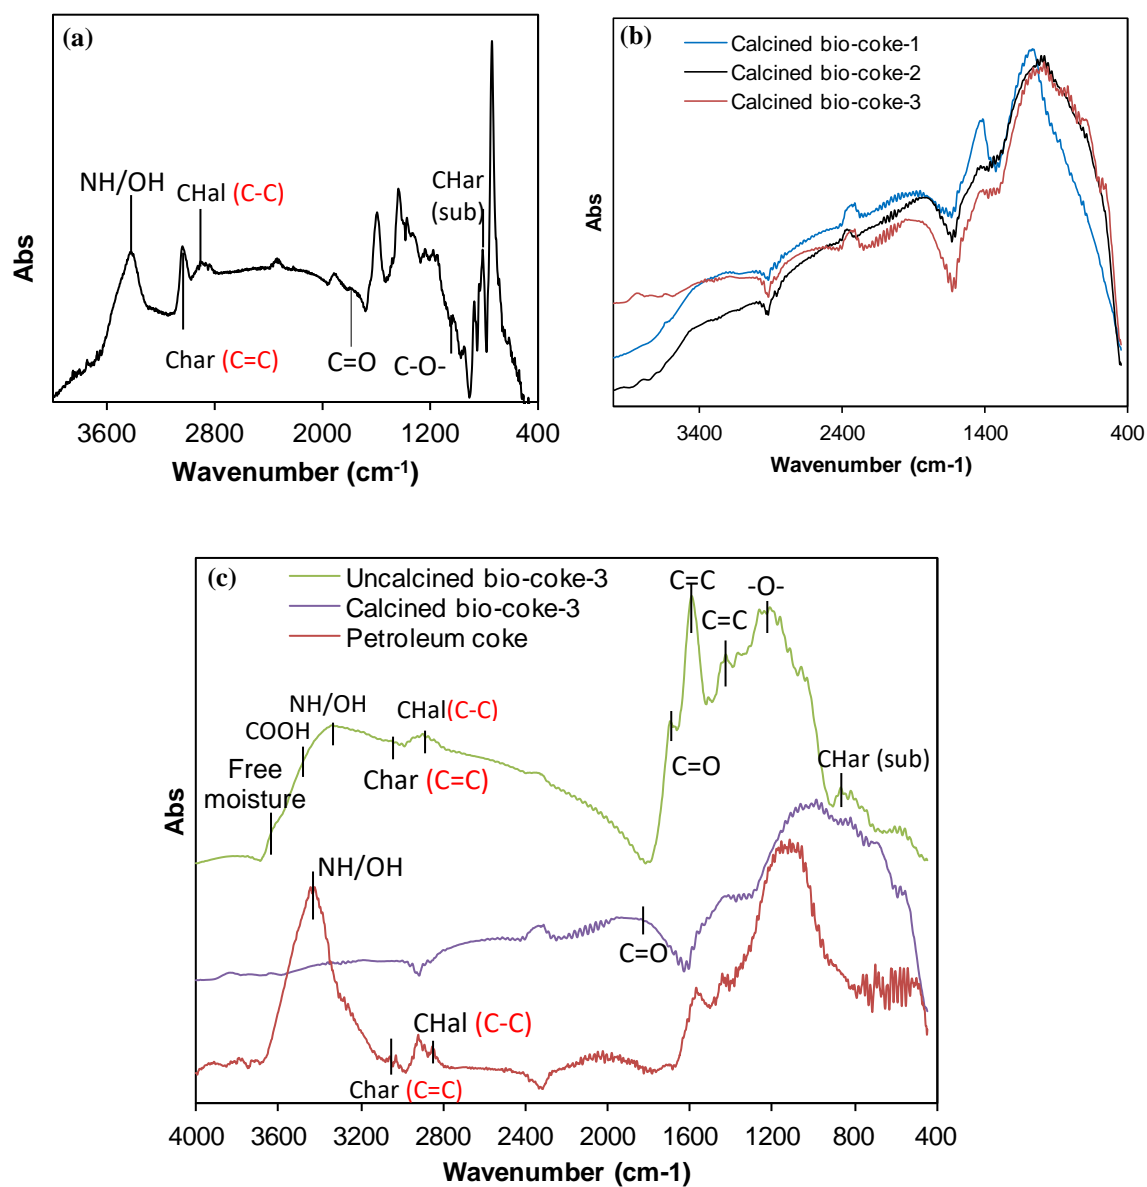 (a)
NH/OH
CHal (C-C)
CHar
(sub)
Char (C=C)
C=O
C-O-
Abs
3600
2800
2000
1200
400
Wavenumber (cm-1)
(b)
Calcined bio-coke-1
Calcined bio-coke-2
Calcined bio-coke-3
Abs
3400
2400
1400
400
Wavenumber (cm-1)
(c)
Uncalcined bio-coke-3
Calcined bio-coke-3
Petroleum coke
C=C
-O-
C=C
NH/OH
COOH
CHal(C-C)
Free
moisture
Char (C=C)
C=O
CHar (sub)
NH/OH
C=O
CHal (C-C)
Char (C=C)
Abs
4000
3600
3200
2800
2400
2000
1600
1200
800
400
Wavenumber (cm-1)